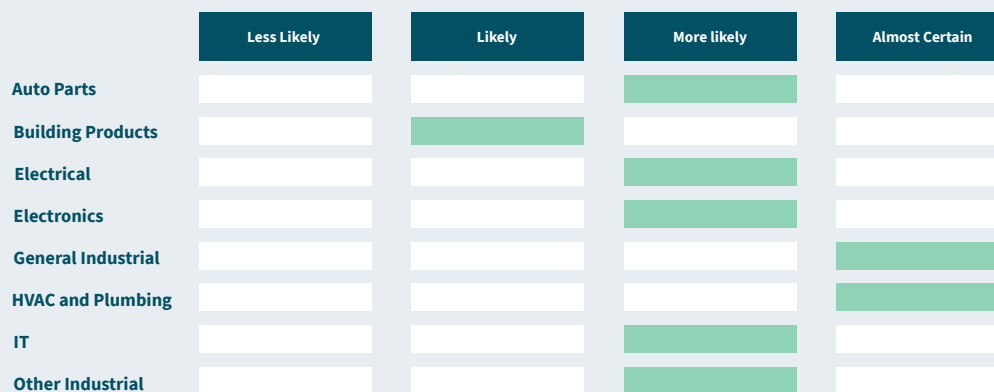 Less Likely Likely More likely Almost Certain
Auto Parts
Building Products
Electrical
Electronics
General Industrial
HVAC and Plumbing
IT
Other Industrial